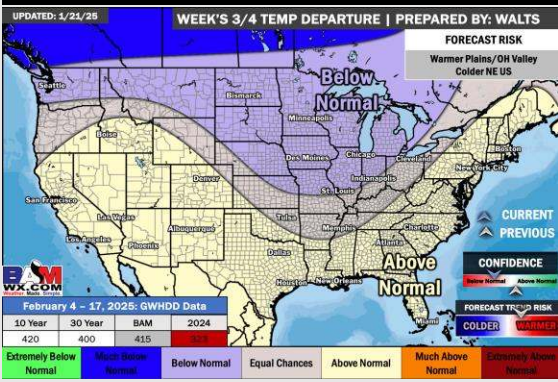 UPDATED: 1/21/25
WEEK'S 3/4 TEMP DEPARTURE | PREPARED BY: WALTS
FORECAST RISK
Warmer Plains/OH Valley
Colder NE US
Seattle
Bismarck
Below
Normal
Minneapolis
Boise
Boston
Des Moines
Chicago
Cleveland
New York City
Denver
Indianapolis
St. Louis
San Francisco
Las Vegas
Tulsa
Memphis
Charlotte
Los Angeles
Albuquerque
Phoenix
Atlanta
Dallas
Houston
New Orleans
Above
Normal
Miami
CURRENT
PREVIOUS
CONFIDENCE
Below Normal
Above Normal
FORECAST TREND RISK
COLDER
WARMER
BAM
WX.COM
Weather Made Simple
February 4 – 17, 2025: GWHDD Data
10 Year 30 Year BAM 2024
420 400 415 323
Extremely Below Normal
Much Below Normal
Below Normal
Equal Chances
Above Normal
Much Above Normal
Extremely Above Normal